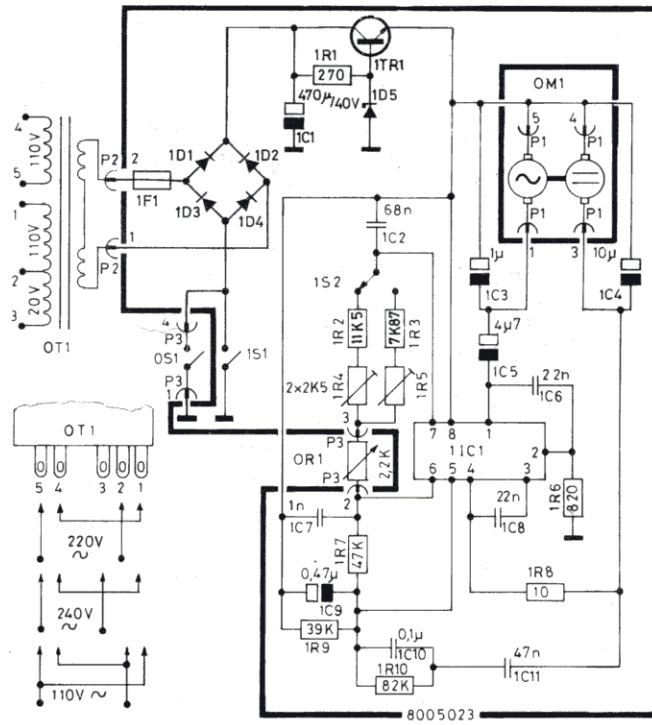 1R1
270
1TR1
470µ/40V
1D5
1C1
OM1
5
P1
4
P1
P1
1
P1
3
4
110V
5
1
110V
2
20V
3
OT1
P2
2
1F1
1D1
1D2
1D3
1D4
1
P2
68n
1C2
1S2
1µ
1C3
10µ
1C4
4µ7
1C5
22n
1C6
4
P3
OS1
1S1
P3
1
1R2
11K5
7K87
1R3
2x2K5
1R4
1R5
3
P3
OR1
2,2K
P3
2
7
8
1
1IC1
2
6
5
4
3
22n
1C8
1R6
820
OT1
5
4
3
2
1
220V
~
240V
~
110V ~
1n
1C7
1R7
47K
0,47µ
1C9
39K
1R9
0,1µ
1C10
1R10
82K
1R8
10
47n
1C11
8005023